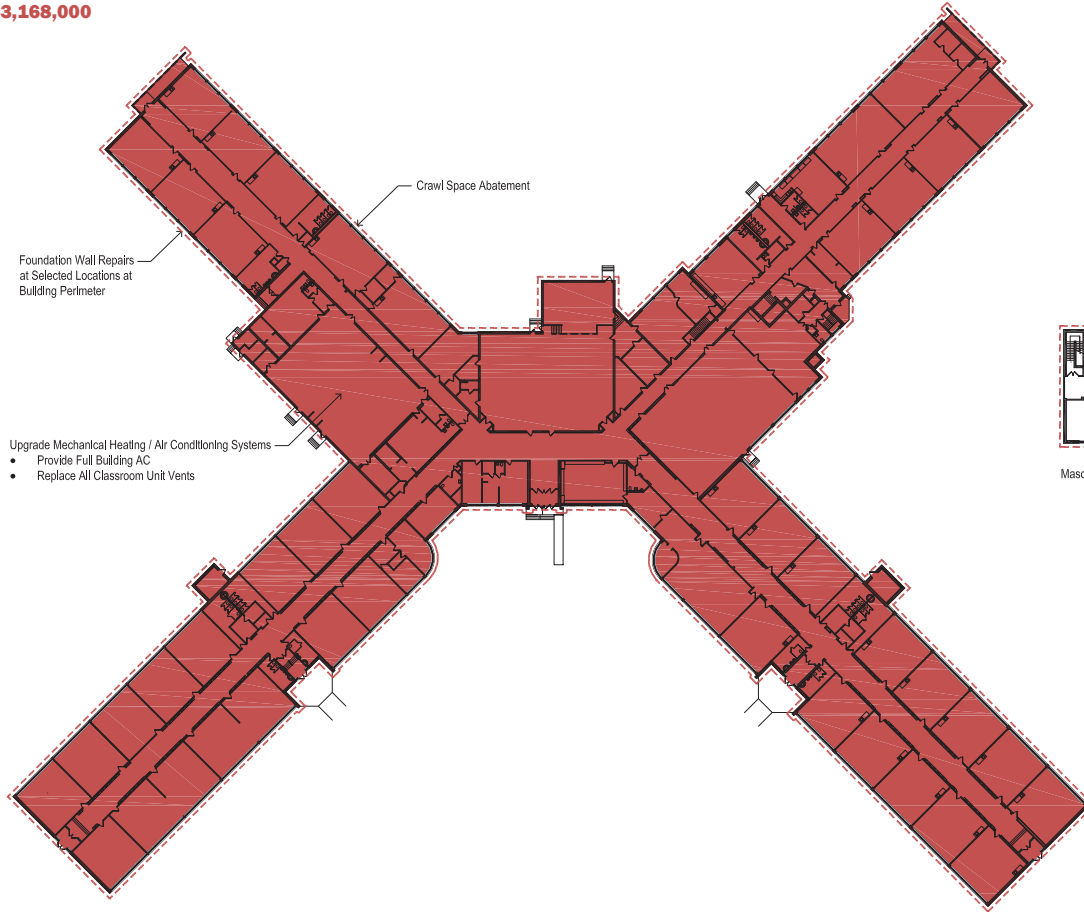 3,168,000
Crawl Space Abatement
Foundation Wall Repairs
at Selected Locations at
Building Perimeter
Upgrade Mechanical Heating / Air Conditioning Systems
• Provide Full Building AC
• Replace All Classroom Unit Vents